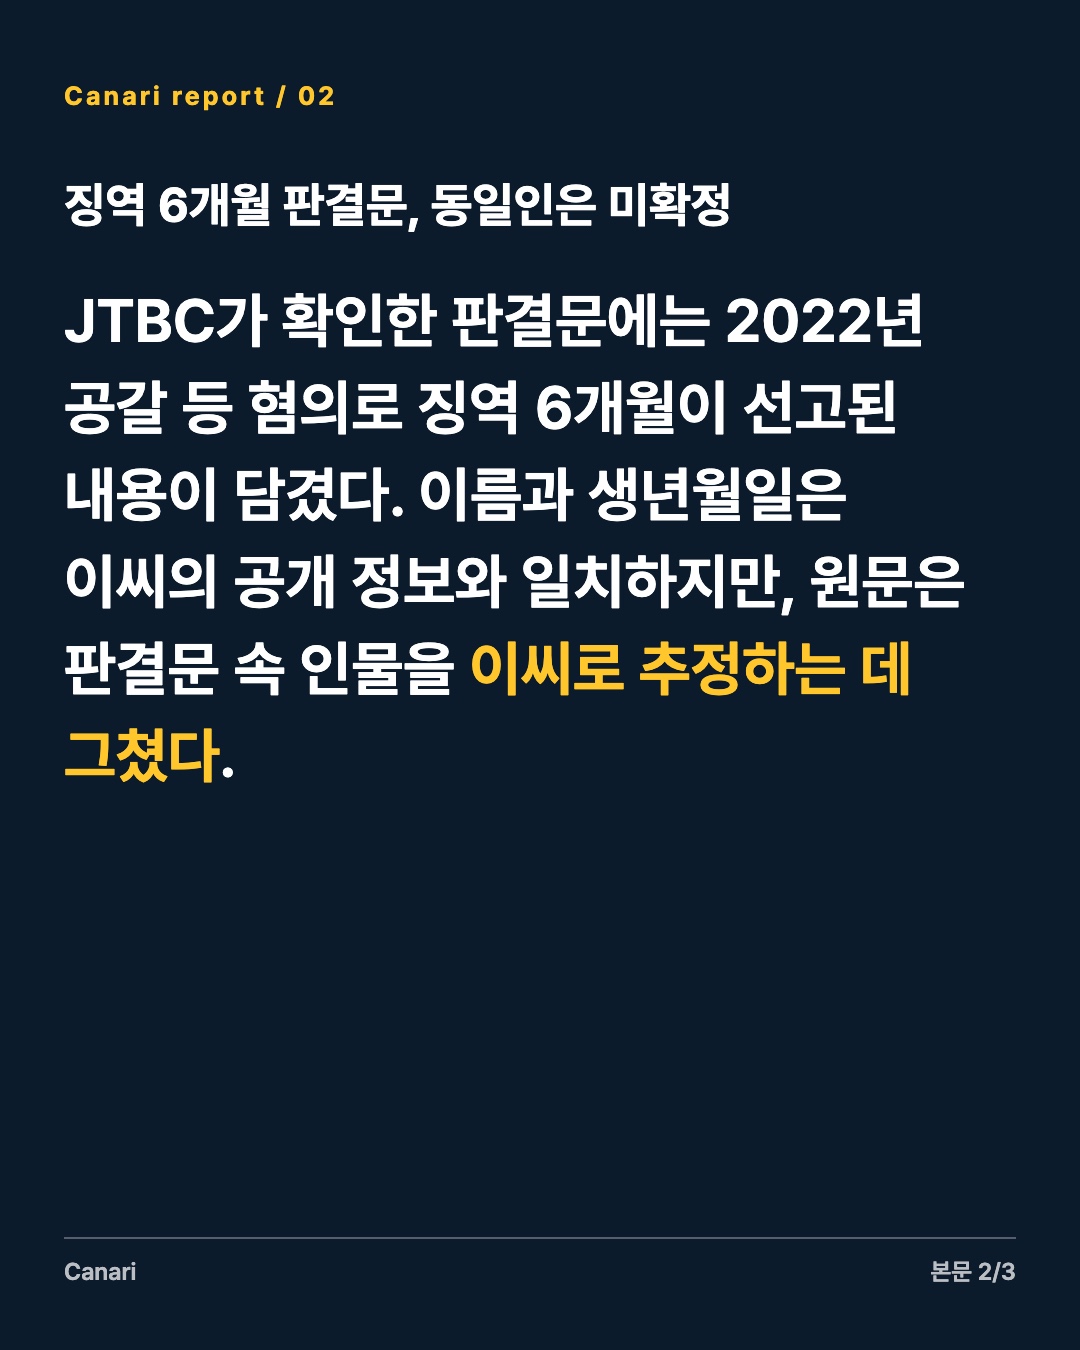 Canari report / 02
징역 6개월 판결문, 동일인은 미확정
JTBC가 확인한 판결문에는 2022년
공갈 등 혐의로 징역 6개월이 선고된
내용이 담겼다. 이름과 생년월일은
이씨의 공개 정보와 일치하지만, 원문은
판결문 속 인물을 이씨로 추정하는 데
그쳤다.
Canari
본문 2/3